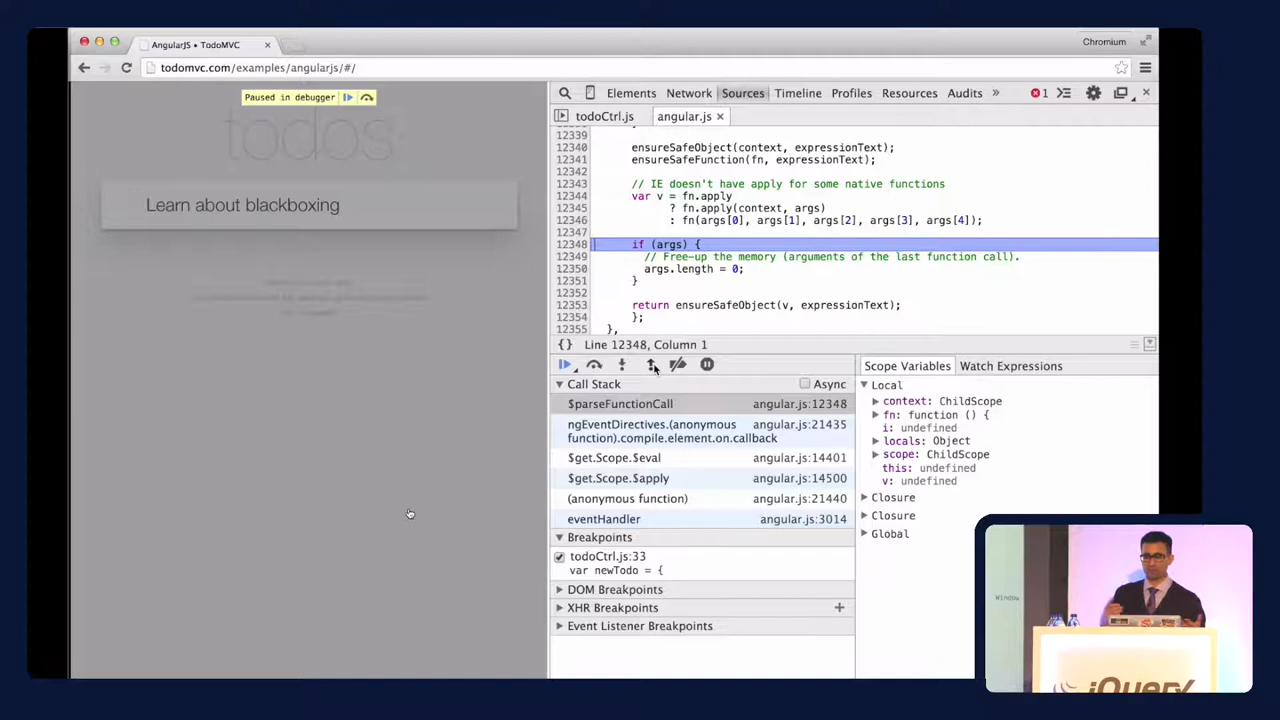 AngularJS • TodoMVC
Chromium
todomvc.com/examples/angularjs/#/
Paused in debugger
todos
Learn about blackboxing
Elements Network Sources Timeline Profiles Resources Audits » 1
todoCtrl.js angular.js
12339
12340 ensureSafeObject(context, expressionText);
12341 ensureSafeFunction(fn, expressionText);
12342
12343 // IE doesn't have apply for some native functions
12344 var v = fn.apply
12345 ? fn.apply(context, args)
12346 : fn(args[0], args[1], args[2], args[3], args[4]);
12347
12348 if (args) {
12349 // Free-up the memory (arguments of the last function call).
12350 args.length = 0;
12351 }
12352
12353 return ensureSafeObject(v, expressionText);
12354 };
12355 },
{} Line 12348, Column 1
Call Stack Async
$parseFunctionCall angular.js:12348
ngEventDirectives.(anonymous angular.js:21435
function).compile.element.on.callback
$get.Scope.$eval angular.js:14401
$get.Scope.$apply angular.js:14500
(anonymous function) angular.js:21440
eventHandler angular.js:3014
Breakpoints
todoCtrl.js:33
var newTodo = {
DOM Breakpoints
XHR Breakpoints +
Event Listener Breakpoints
Scope Variables Watch Expressions
Local
context: ChildScope
fn: function () {
i: undefined
locals: Object
scope: ChildScope
this: undefined
v: undefined
Closure
Closure
Global
Window
jQuery